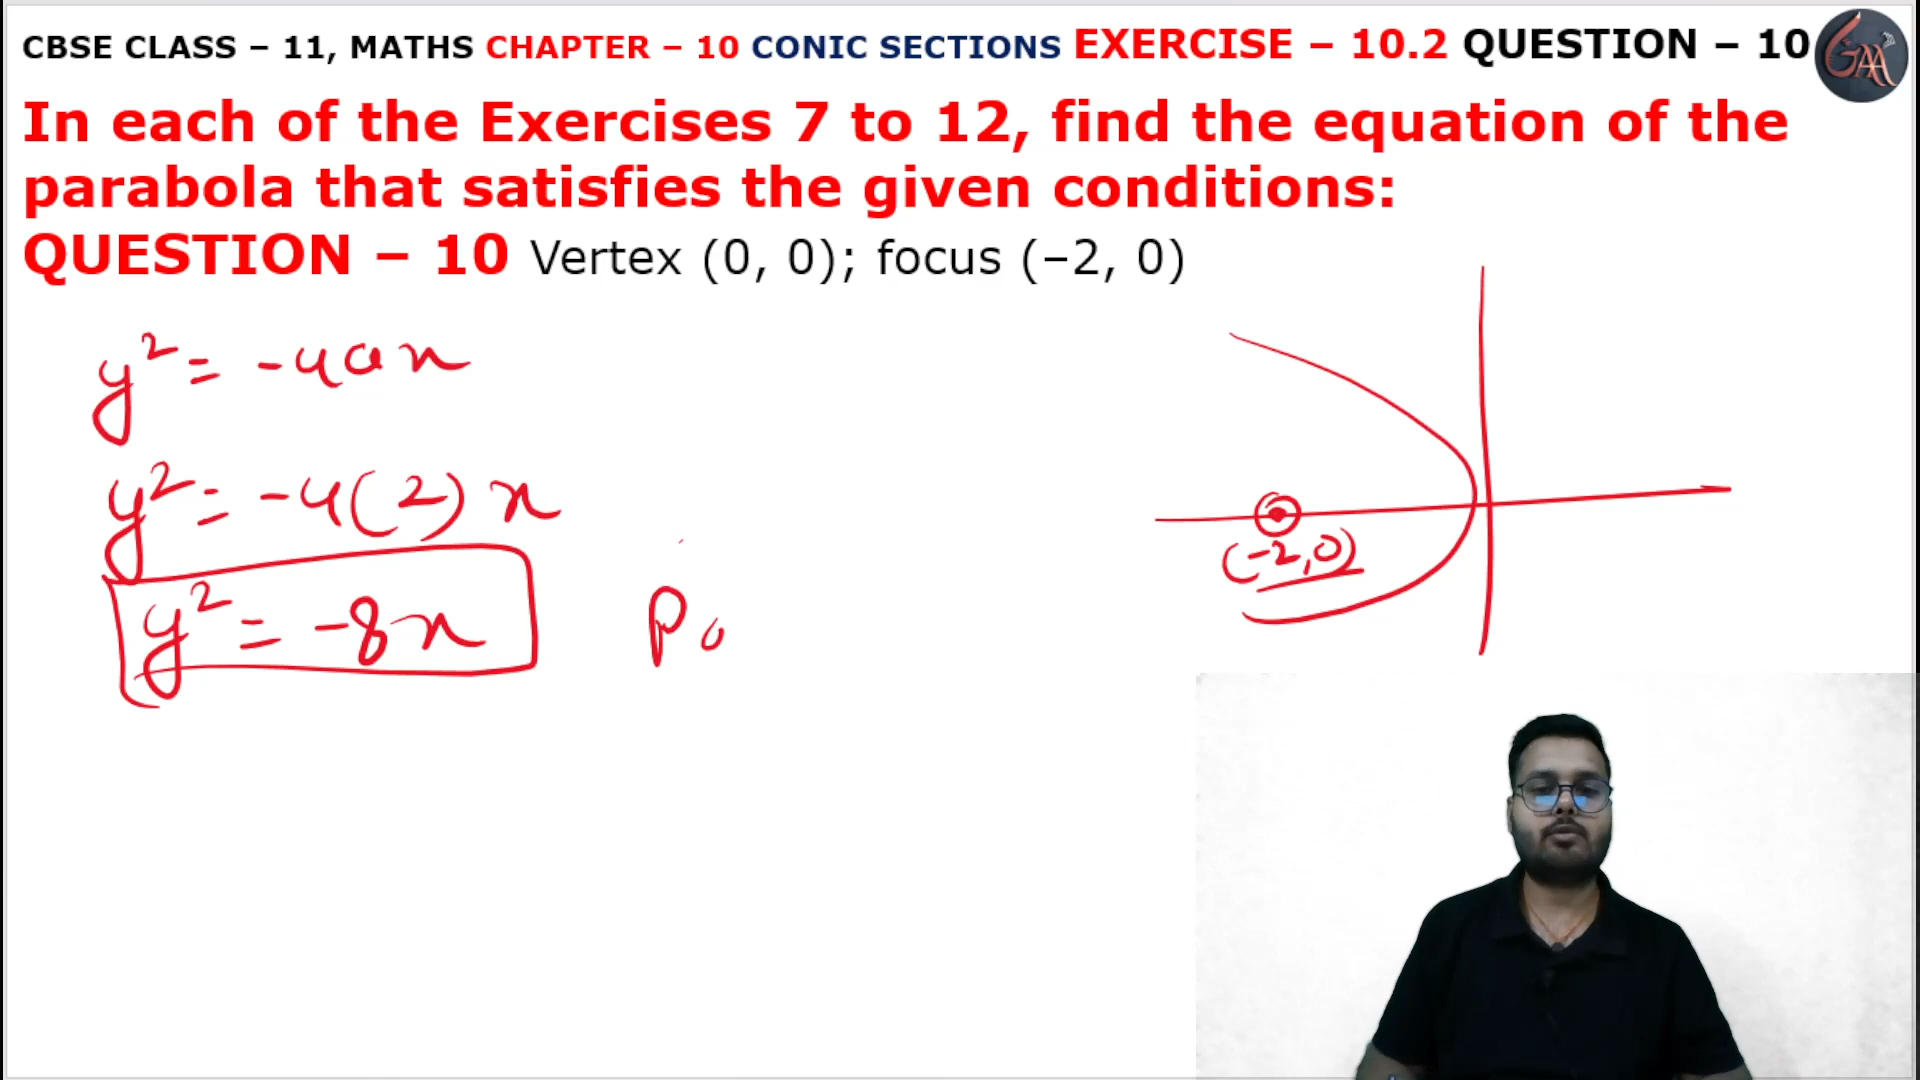 CBSE CLASS – 11, MATHS CHAPTER – 10 CONIC SECTIONS EXERCISE – 10.2 QUESTION – 10
In each of the Exercises 7 to 12, find the equation of the
parabola that satisfies the given conditions:
QUESTION – 10 Vertex (0, 0); focus (–2, 0)
y² = -4ax
y² = -4(2)x
y² = -8x
Pa
(-2,0)